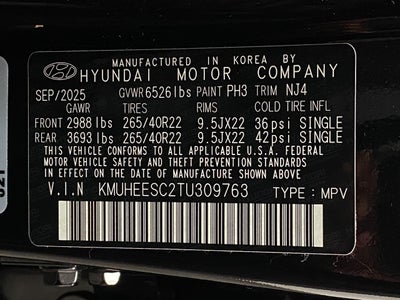 MANUFACTURED IN KOREA BY
HYUNDAI MOTOR COMPANY
SEP/2025 GVWR 6526lbs PAINT PH3 TRIM NJ4
GAWR TIRES RIMS COLD TIRE INFL
FRONT 2988 lbs 265/40R22 9.5JX22 36psi SINGLE
REAR 3693 lbs 265/40R22 9.5JX22 42psi SINGLE
THIS VEHICLE CONFORMS TO ALL APPLICABLE U.S.A. FEDERAL
MOTOR VEHICLE SAFETY, BUMPER, AND THEFT PREVENTION STANDARDS
IN EFFECT ON THE DATE OF MANUFACTURE SHOWN ABOVE.
V.I.N KMUHEESC2TU309763 TYPE: MPV